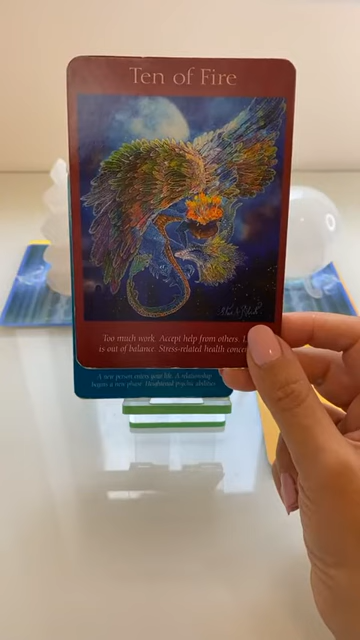 Ten of Fire
Too much work. Accept help from others. L
is out of balance. Stress-related health concer
A new person enters your life. A relationship
begins a new phase. Heightened psychic abilities.